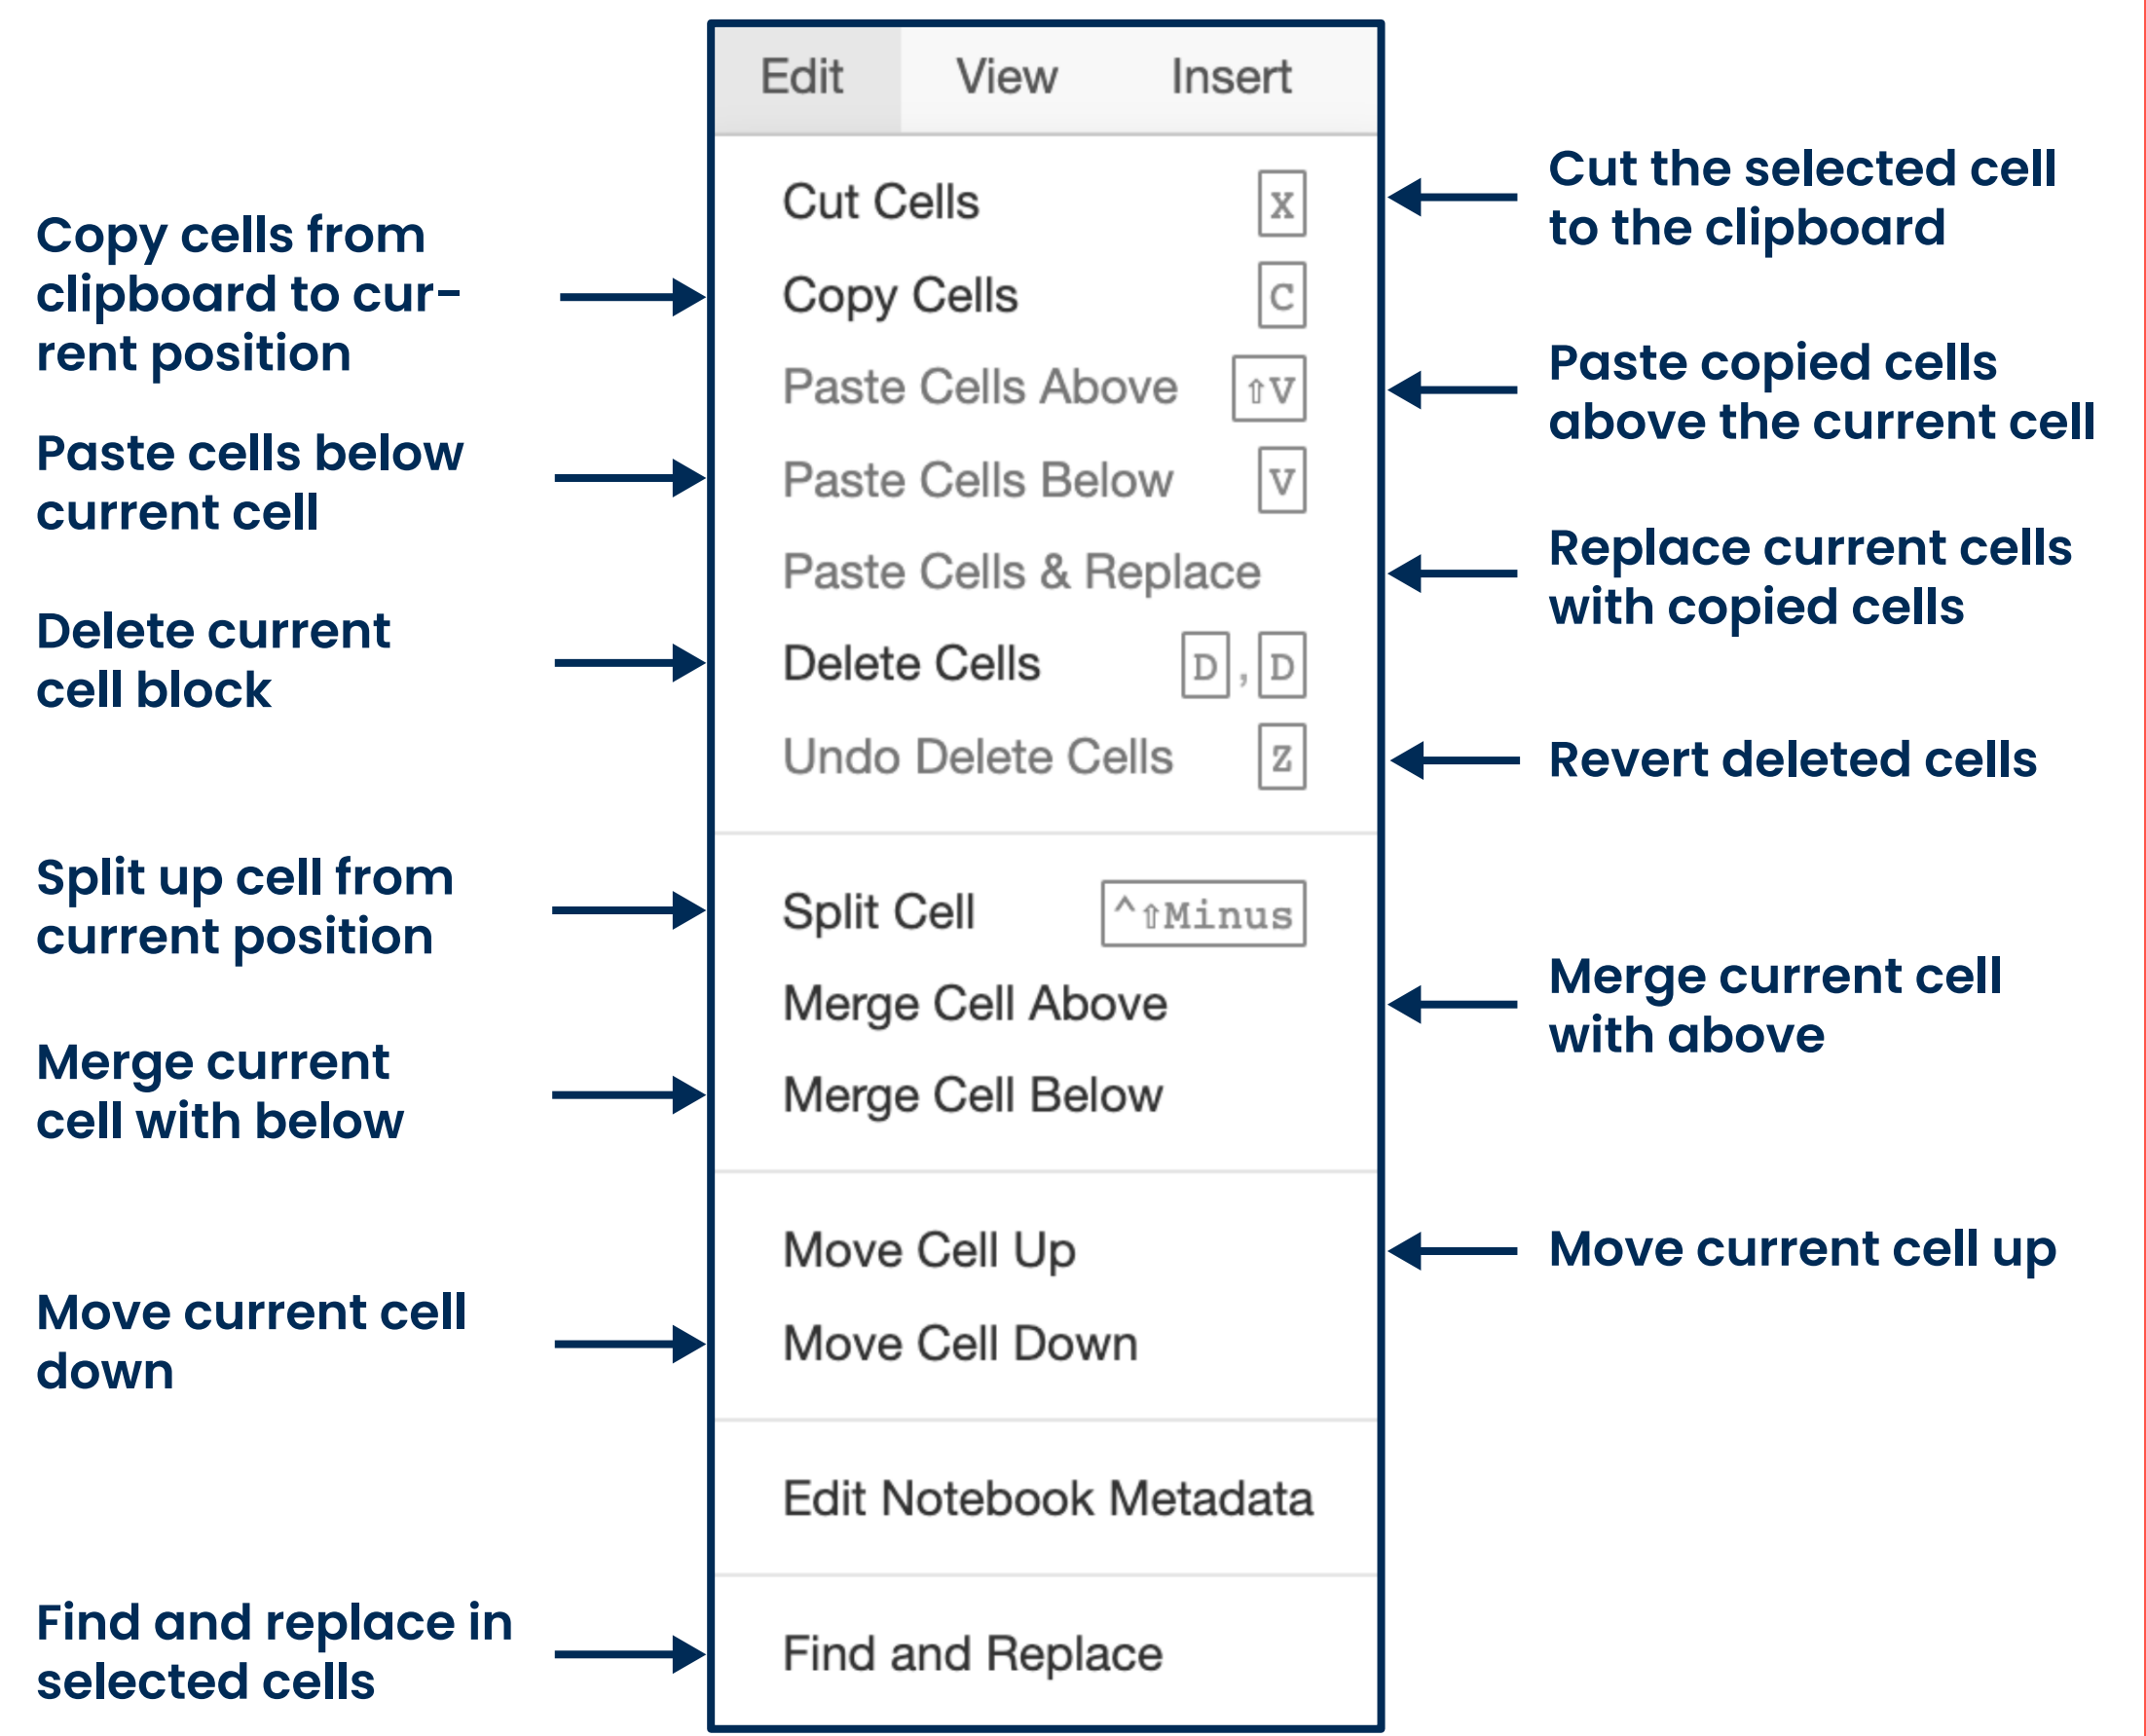 Edit View Insert
Cut Cells X
Copy Cells C
Paste Cells Above ⇧V
Paste Cells Below V
Paste Cells & Replace
Delete Cells D , D
Undo Delete Cells Z
Split Cell ^⇧Minus
Merge Cell Above
Merge Cell Below
Move Cell Up
Move Cell Down
Edit Notebook Metadata
Find and Replace
Copy cells from
clipboard to cur-
rent position
Paste cells below
current cell
Delete current
cell block
Split up cell from
current position
Merge current
cell with below
Move current cell
down
Find and replace in
selected cells
Cut the selected cell
to the clipboard
Paste copied cells
above the current cell
Replace current cells
with copied cells
Revert deleted cells
Merge current cell
with above
Move current cell up